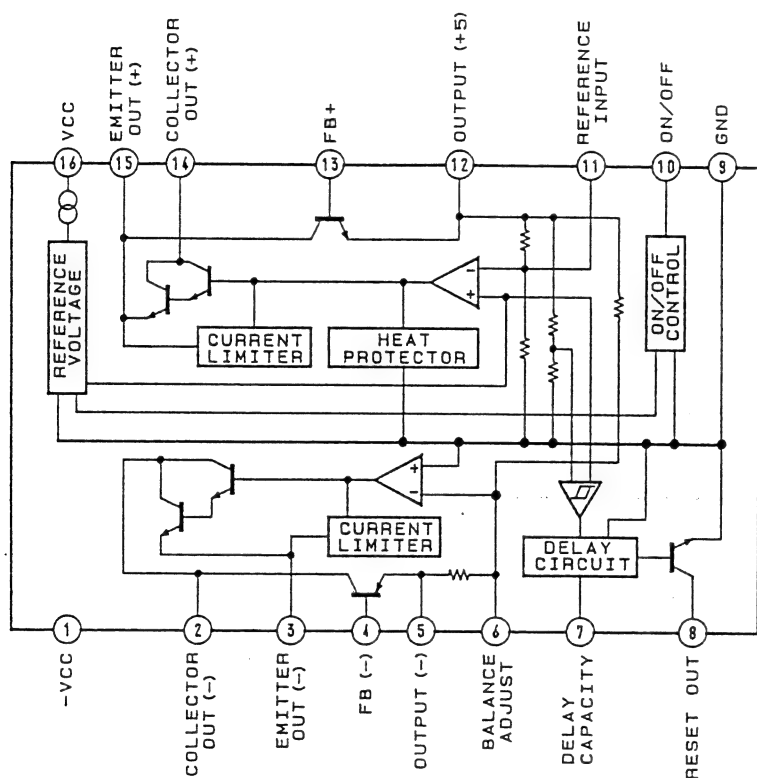 VCC
EMITTER
OUT (+)
COLLECTOR
OUT (+)
FB+
OUTPUT (+5)
REFERENCE
INPUT
ON/OFF
GND
16
15
14
13
12
11
10
9
REFERENCE
VOLTAGE
CURRENT
LIMITER
HEAT
PROTECTOR
-
+
ON/OFF
CONTROL
+
-
CURRENT
LIMITER
DELAY
CIRCUIT
1
2
3
4
5
6
7
8
-VCC
COLLECTOR
OUT (-)
EMITTER
OUT (-)
FB (-)
OUTPUT (-)
BALANCE
ADJUST
DELAY
CAPACITY
RESET OUT